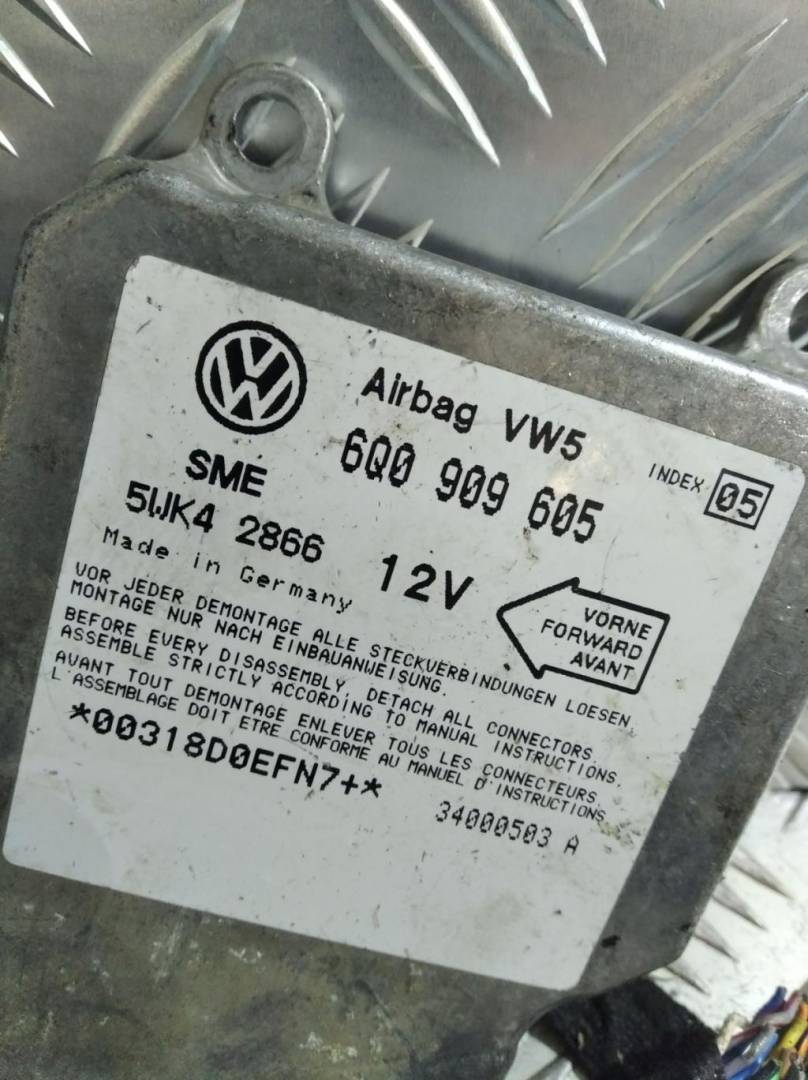 VW
Airbag VW5
6Q0 909 605
INDEX 05
SME
5WK4 2866
Made in Germany
12V
VORNE
FORWARD
AVANT
VOR JEDER DEMONTAGE ALLE STECKVERBINDUNGEN LOESEN.
MONTAGE NUR NACH EINBAUANWEISUNG.
BEFORE EVERY DISASSEMBLY, DETACH ALL CONNECTORS
ASSEMBLE STRICTLY ACCORDING TO MANUAL INSTRUCTIONS.
AVANT TOUT DEMONTAGE ENLEVER TOUS LES CONNECTEURS.
L'ASSEMBLAGE DOIT ETRE CONFORME AU MANUEL D'INSTRUCTIONS
*00318D0EFN7+*
34000503 A